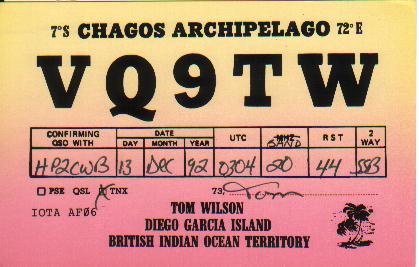 7°S CHAGOS ARCHIPELAGO 72°E
VQ9TW
CONFIRMING QSO WITH DATE DAY MONTH YEAR UTC MHZ BAND RST 2 WAY
HP2CWB 13 DEC 92 0304 20 44 SSB
PSE QSL TNX 73, Tom
IOTA AF06
TOM WILSON
DIEGO GARCIA ISLAND
BRITISH INDIAN OCEAN TERRITORY